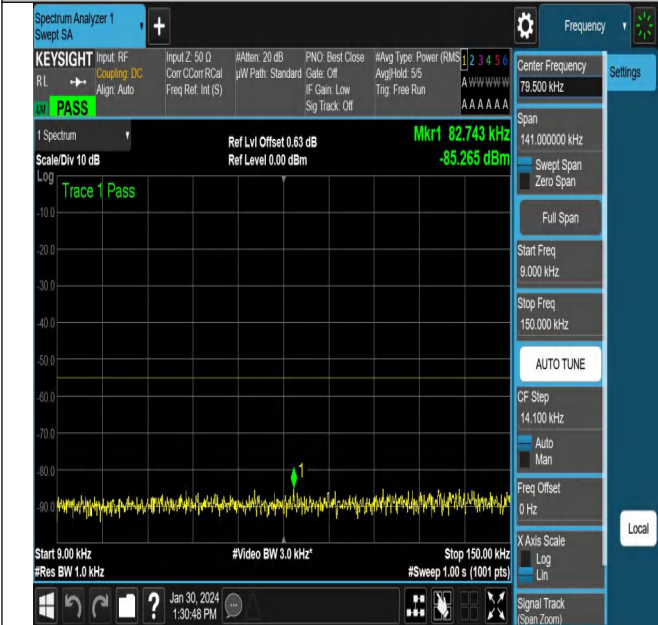 Spectrum Analyzer 1
Swept SA
+
Frequency
KEYSIGHT
RL
PASS
Input: RF
Coupling: DC
Align: Auto
Input Z: 50 Ω
Corr CCorr RCal
Freq Ref: Int (S)
#Atten: 20 dB
µW Path: Standard
PNO: Best Close
Gate: Off
IF Gain: Low
Sig Track: Off
#Avg Type: Power (RMS
Avg|Hold: 5/5
Trig: Free Run
1 2 3 4 5 6
A W W W W W
A A A A A A
1 Spectrum
Scale/Div 10 dB
Ref Lvl Offset 0.63 dB
Ref Level 0.00 dBm
Mkr1 82.743 kHz
-85.265 dBm
Log
Trace 1 Pass
-10.0
-20.0
-30.0
-40.0
-50.0
-60.0
-70.0
-80.0
-90.0
1
Start 9.00 kHz
#Res BW 1.0 kHz
#Video BW 3.0 kHz*
Stop 150.00 kHz
#Sweep 1.00 s (1001 pts)
?
Jan 30, 2024
1:30:48 PM
Center Frequency
79.500 kHz
Span
141.000000 kHz
Swept Span
Zero Span
Full Span
Start Freq
9.000 kHz
Stop Freq
150.000 kHz
AUTO TUNE
CF Step
14.100 kHz
Auto
Man
Freq Offset
0 Hz
X Axis Scale
Log
Lin
Signal Track
(Span Zoom)
Settings
Local